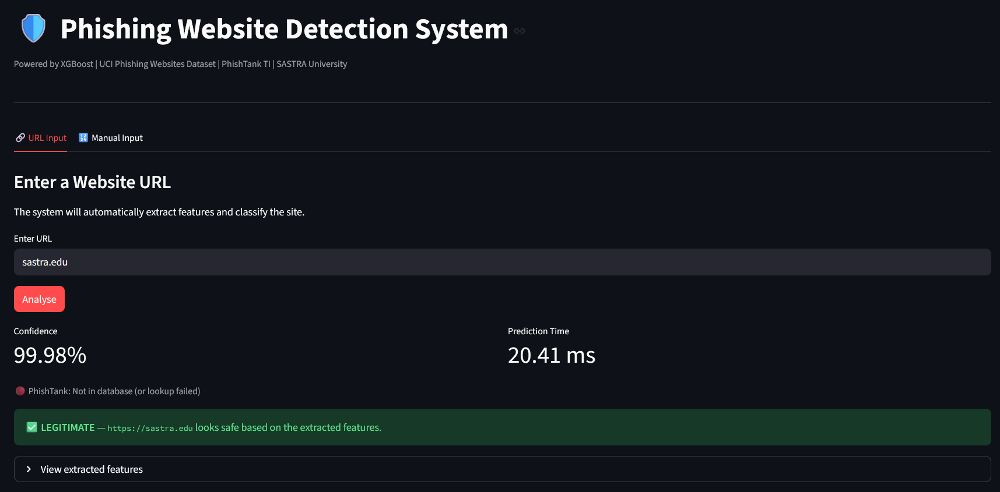 Phishing Website Detection System
Powered by XGBoost | UCI Phishing Websites Dataset | PhishTank TI | SASTRA University
URL Input
Manual Input
Enter a Website URL
The system will automatically extract features and classify the site.
Enter URL
sastra.edu
Analyse
Confidence
Prediction Time
99.98%
20.41 ms
PhishTank: Not in database (or lookup failed)
LEGITIMATE — https://sastra.edu looks safe based on the extracted features.
View extracted features